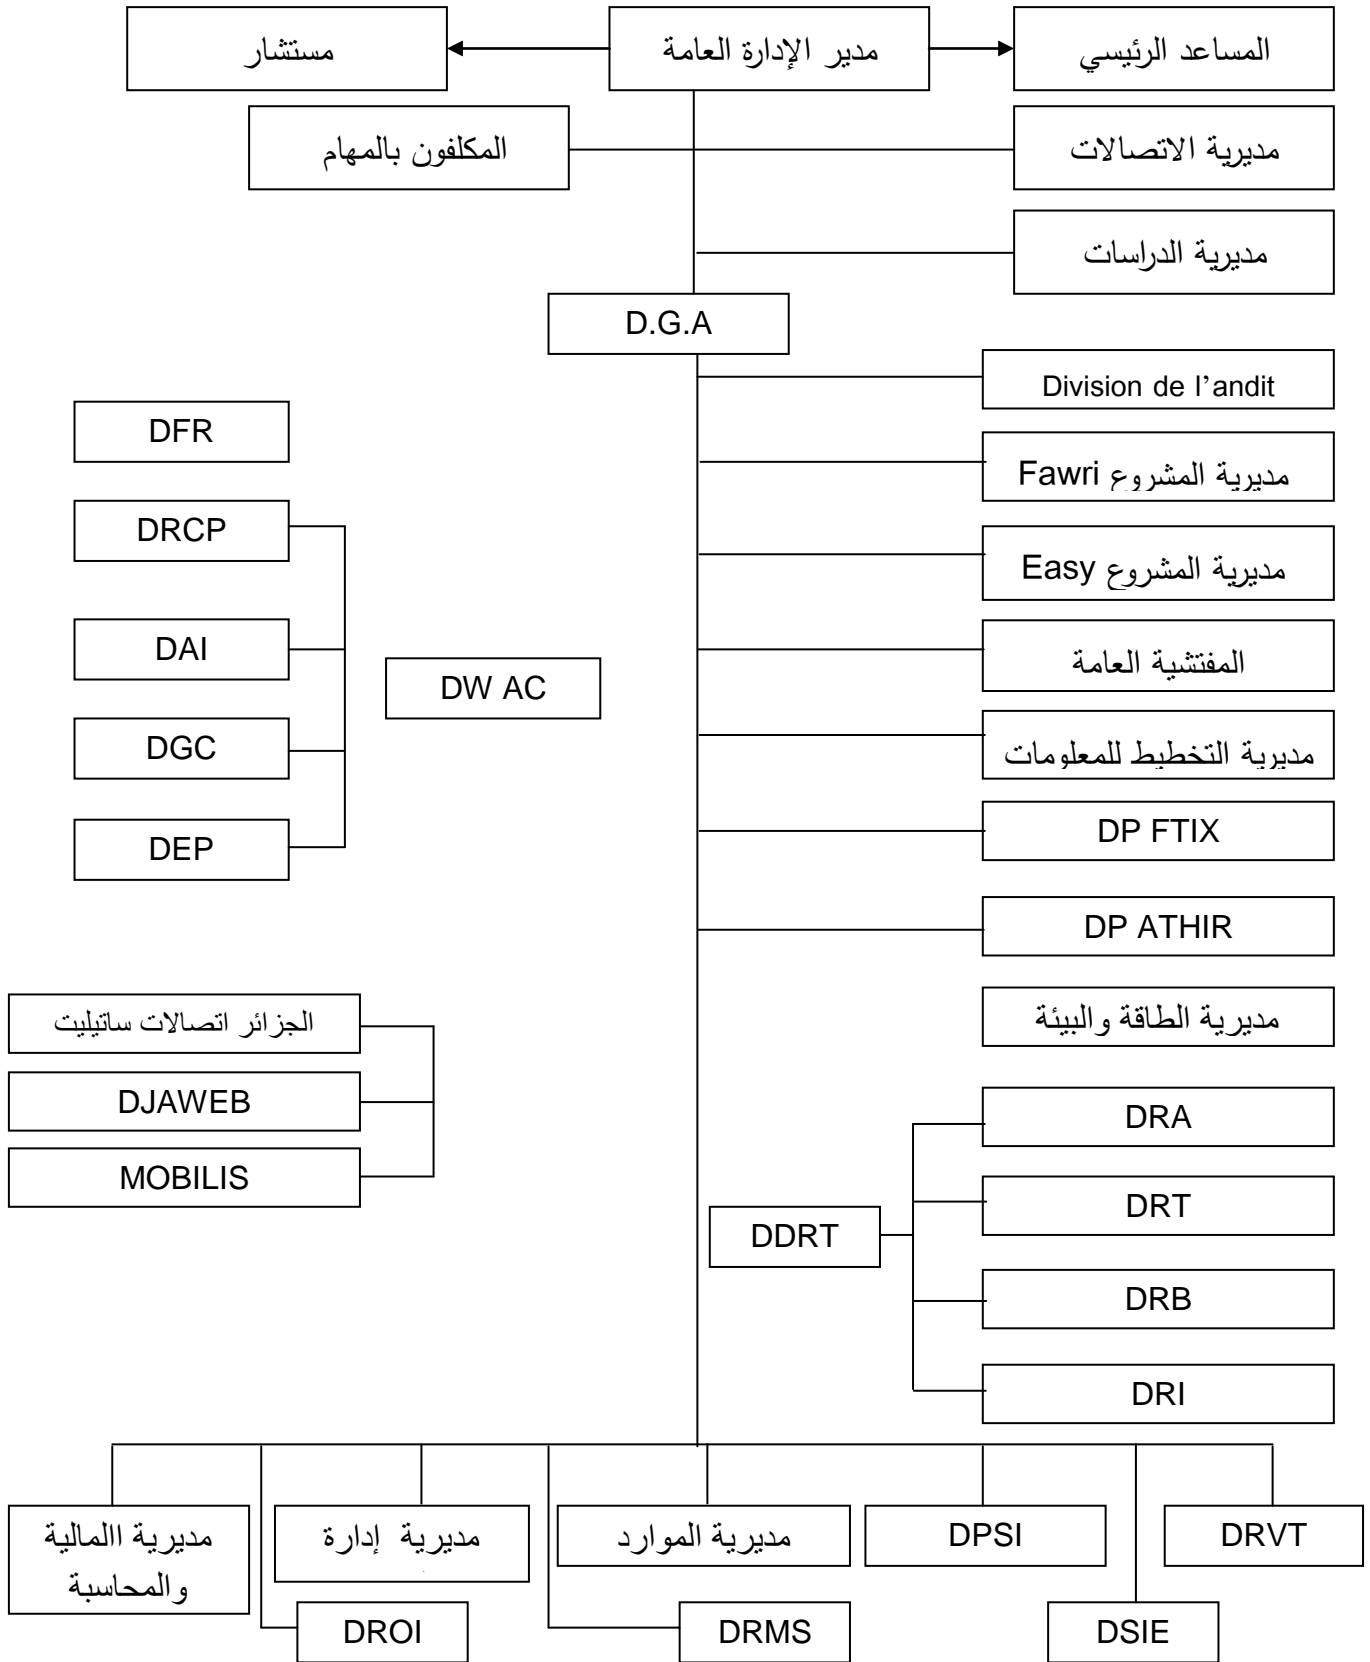 المساعد الرئيسي
مدير الإدارة العامة
مستشار
مديرية الاتصالات
المكلفون بالمهام
مديرية الدراسات
D.G.A
Division de l’andit
DFR
مديرية المشروع Fawri
DRCP
مديرية المشروع Easy
DAI
المفتشية العامة
DW AC
DGC
مديرية التخطيط للمعلومات
DEP
DP FTIX
DP ATHIR
الجزائر اتصالات ساتيليت
مديرية الطاقة والبيئة
DJAWEB
DRA
MOBILIS
DRT
DDRT
DRB
DRI
DRVT
DPSI
مديرية الموارد
مديرية إدارة
مديرية االمالية
والمحاسبة
DSIE
DRMS
DROI